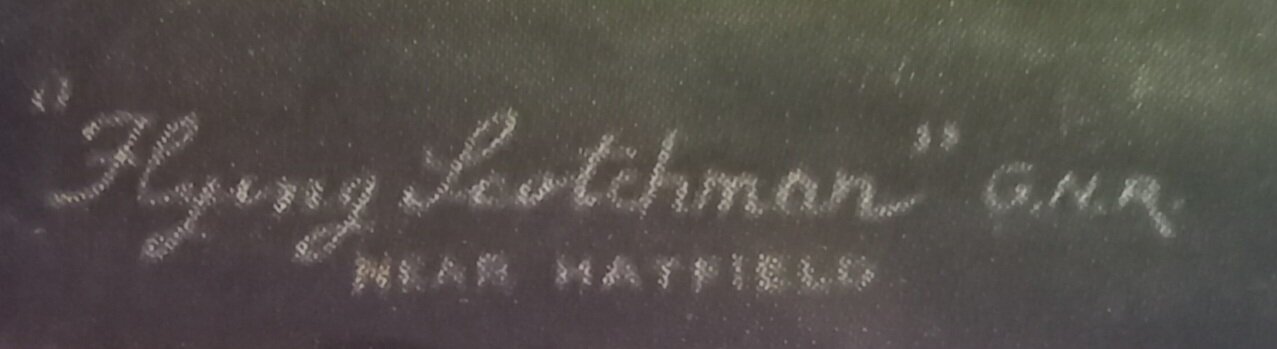 "Flying Scotchman" G.N.R.
NEAR HATFIELD